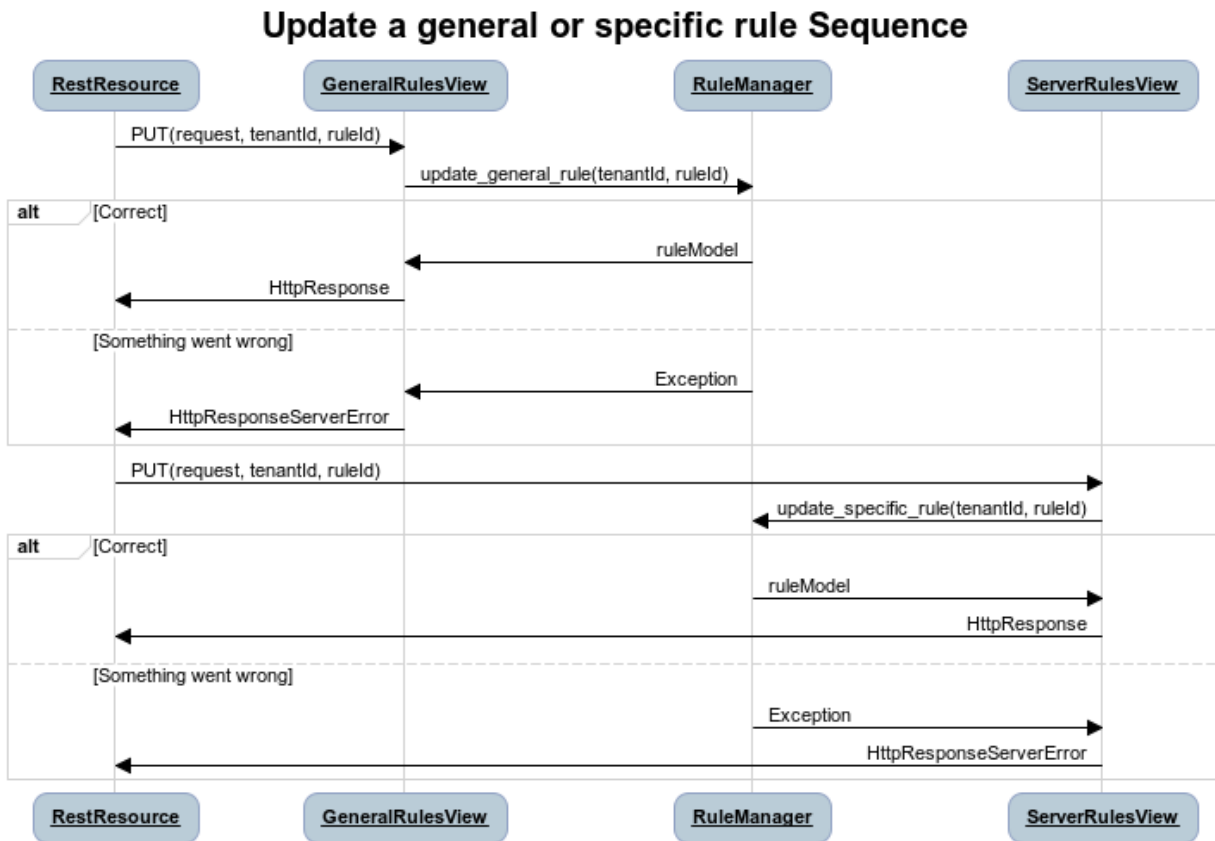 Update a general or specific rule Sequence
RestResource GeneralRulesView RuleManager ServerRulesView
PUT(request, tenantId, ruleId)
update_general_rule(tenantId, ruleId)
alt [Correct]
ruleModel
HttpResponse
[Something went wrong]
Exception
HttpResponseServerError
PUT(request, tenantId, ruleId)
update_specific_rule(tenantId, ruleId)
alt [Correct]
ruleModel
HttpResponse
[Something went wrong]
Exception
HttpResponseServerError
RestResource GeneralRulesView RuleManager ServerRulesView